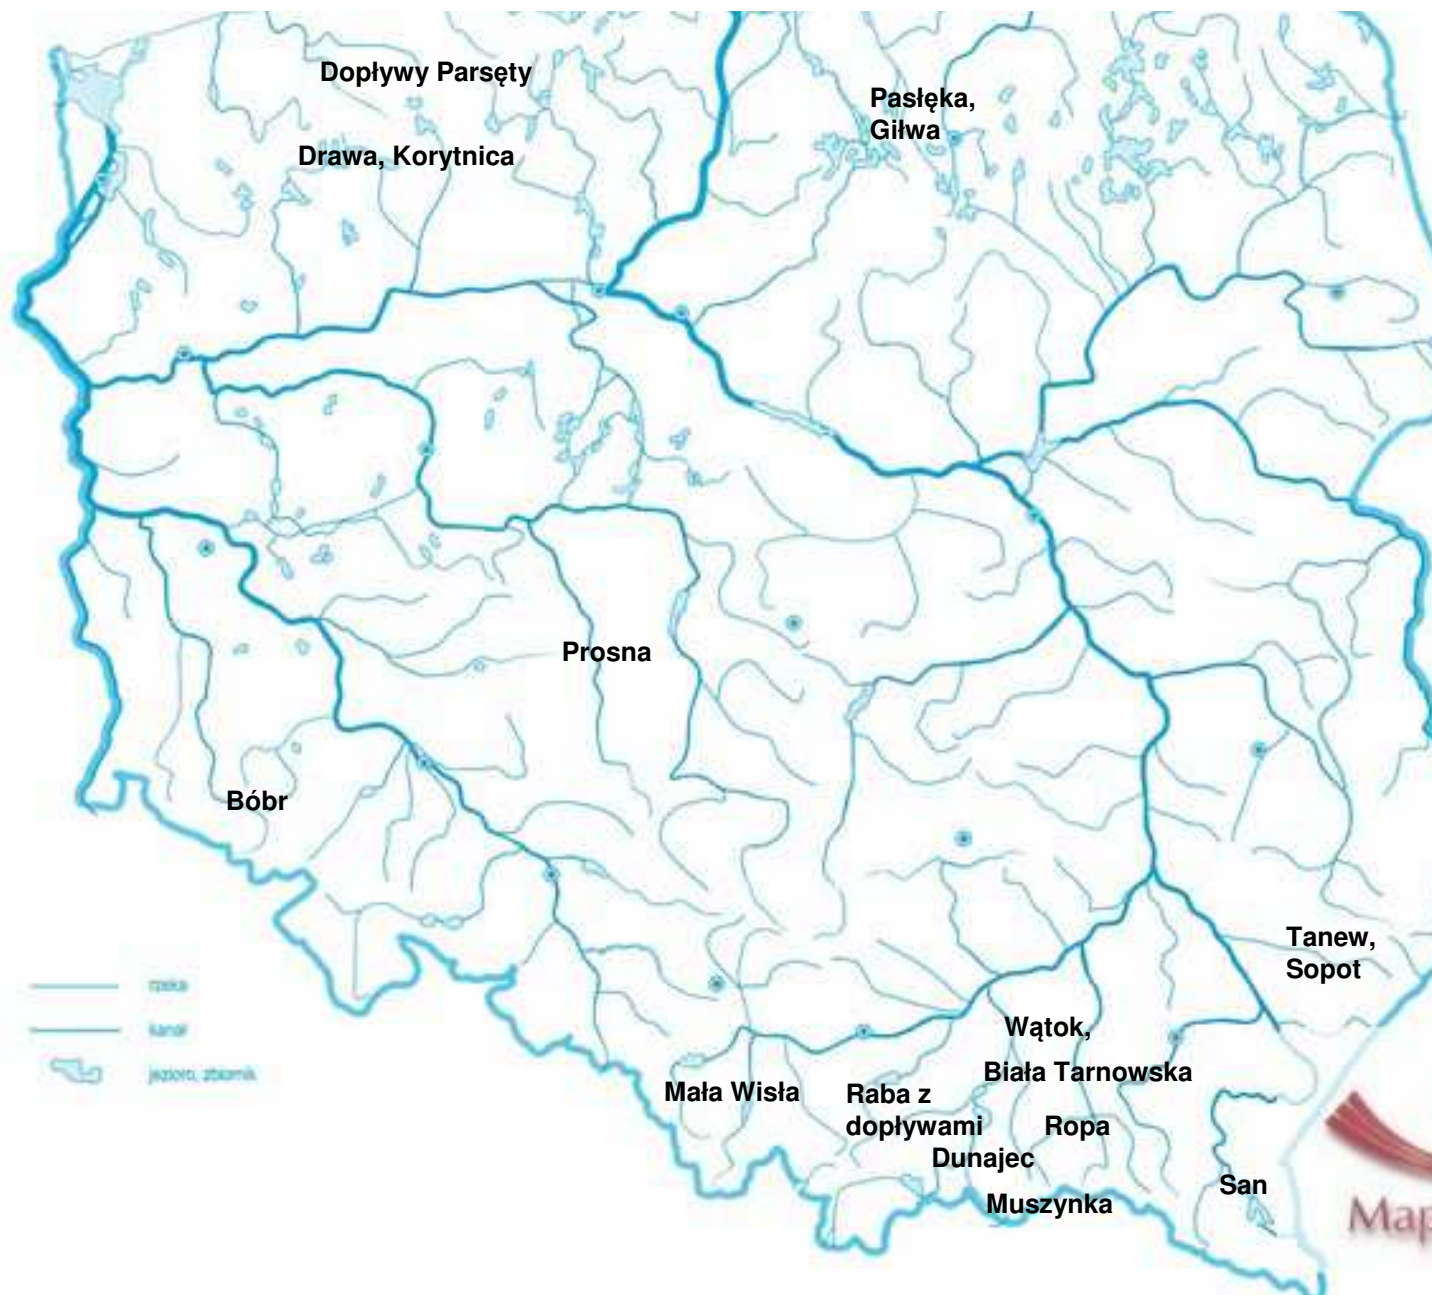 Dopływy Parsęty
Pasłęka,
Giłwa
Drawa, Korytnica
Prosna
Bóbr
Tanew,
Sopot
rzeka
kanał
jezioro, zbiornik
Wątok,
Biała Tarnowska
Mała Wisła
Raba z
dopływami
Ropa
Dunajec
San
Muszynka
Map